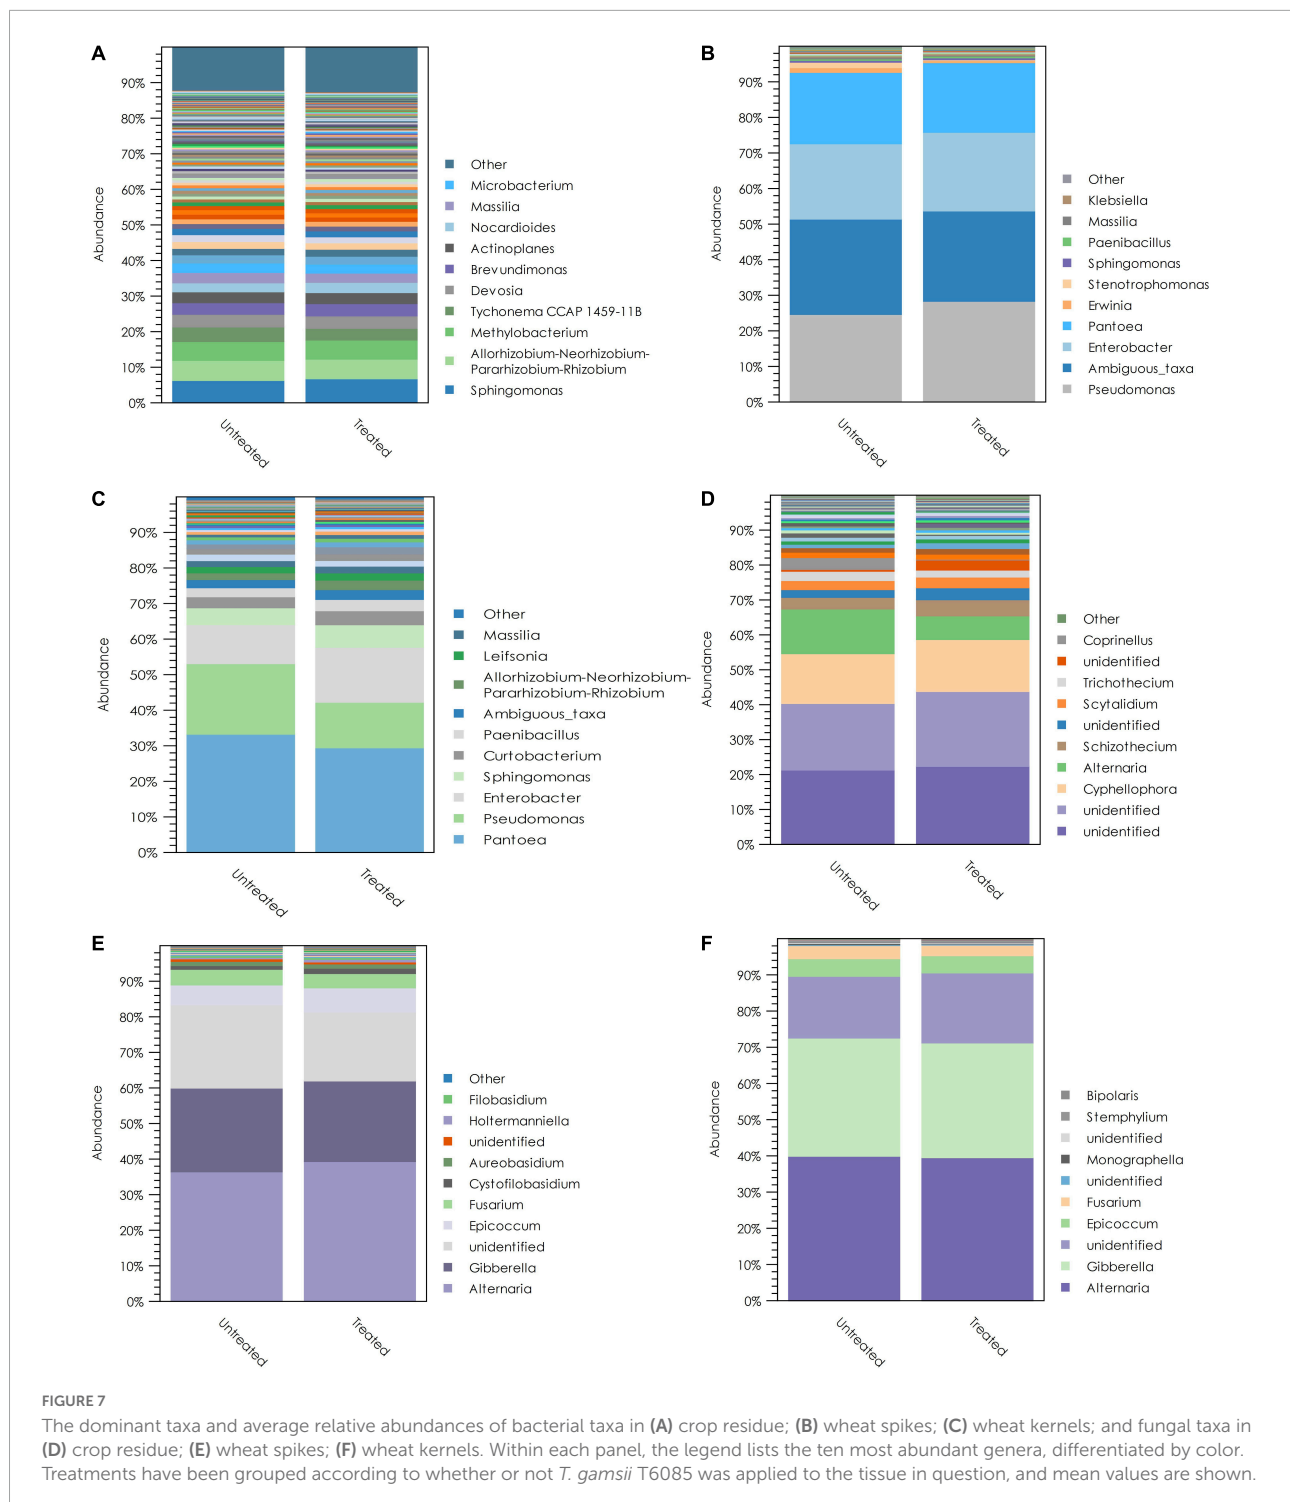 A
Abundance
90%
80%
70%
60%
50%
40%
30%
20%
10%
0%
Untreated
Treated
Other
Microbacterium
Massilia
Nocardioides
Actinoplanes
Brevundimonas
Devosia
Tychonema CCAP 1459-11B
Methylobacterium
Allorhizobium-Neorhizobium-
Pararhizobium-Rhizobium
Sphingomonas
B
Abundance
90%
80%
70%
60%
50%
40%
30%
20%
10%
0%
Untreated
Treated
Other
Klebsiella
Massilia
Paenibacillus
Sphingomonas
Stenotrophomonas
Erwinia
Pantoea
Enterobacter
Ambiguous_taxa
Pseudomonas
C
Abundance
90%
80%
70%
60%
50%
40%
30%
20%
10%
0%
Untreated
Treated
Other
Massilia
Leifsonia
Allorhizobium-Neorhizobium-
Pararhizobium-Rhizobium
Ambiguous_taxa
Paenibacillus
Curtobacterium
Sphingomonas
Enterobacter
Pseudomonas
Pantoea
D
Abundance
90%
80%
70%
60%
50%
40%
30%
20%
10%
0%
Untreated
Treated
Other
Coprinellus
unidentified
Trichothecium
Scytalidium
unidentified
Schizothecium
Alternaria
Cyphellophora
unidentified
unidentified
E
Abundance
90%
80%
70%
60%
50%
40%
30%
20%
10%
0%
Untreated
Treated
Other
Filobasidium
Holtermanniella
unidentified
Aureobasidium
Cystofilobasidium
Fusarium
Epicoccum
unidentified
Gibberella
Alternaria
F
Abundance
90%
80%
70%
60%
50%
40%
30%
20%
10%
0%
Untreated
Treated
Bipolaris
Stemphylium
unidentified
Monographella
unidentified
Fusarium
Epicoccum
unidentified
Gibberella
Alternaria
FIGURE 7
The dominant taxa and average relative abundances of bacterial taxa in (A) crop residue; (B) wheat spikes; (C) wheat kernels; and fungal taxa in
(D) crop residue; (E) wheat spikes; (F) wheat kernels. Within each panel, the legend lists the ten most abundant genera, differentiated by color.
Treatments have been grouped according to whether or not T. gamsii T6085 was applied to the tissue in question, and mean values are shown.